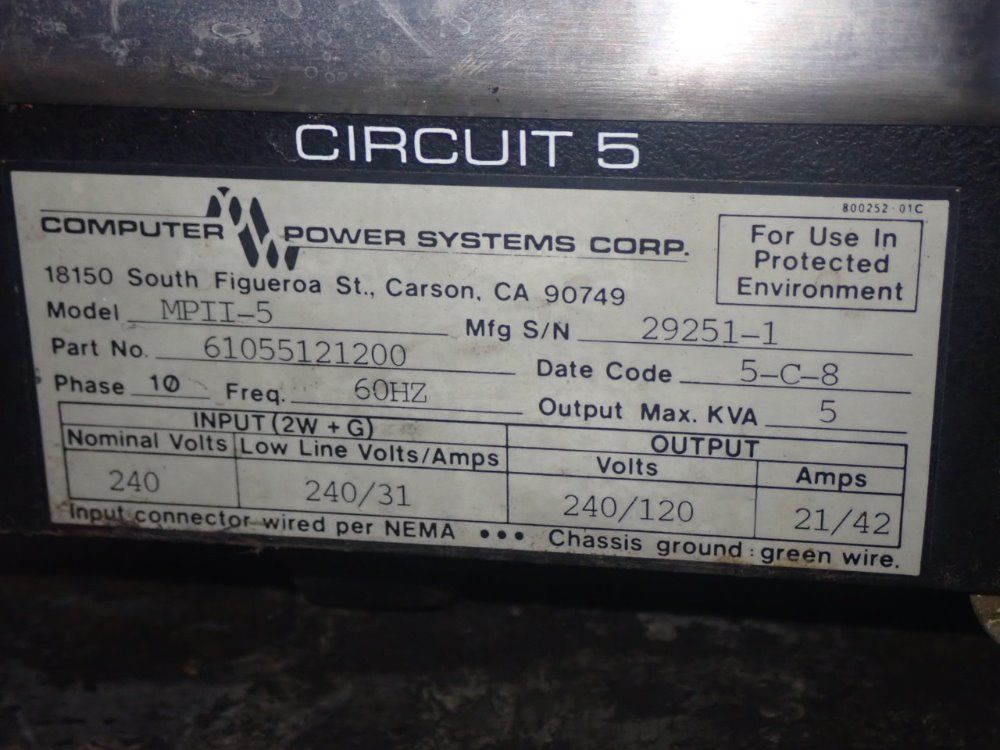 CIRCUIT 5
800252-01C
COMPUTER POWER SYSTEMS CORP.
For Use In
Protected
Environment
18150 South Figueroa St., Carson, CA 90749
Model MPII-5 Mfg S/N 29251-1
Part No. 61055121200 Date Code 5-C-8
Phase 1Ø Freq. 60HZ Output Max. KVA 5
INPUT (2W + G) OUTPUT
Nominal Volts Low Line Volts/Amps Volts Amps
240 240/31 240/120 21/42
Input connector wired per NEMA ••• Chassis ground : green wire.